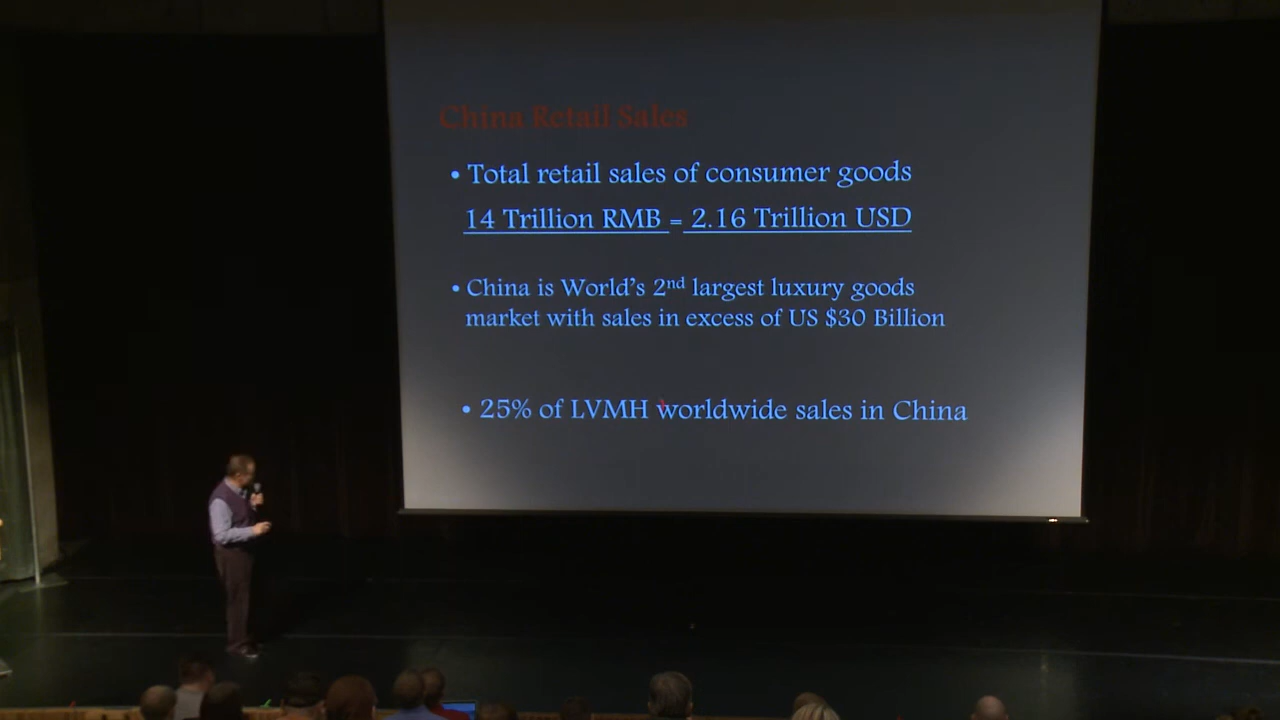 China Retail Sales
• Total retail sales of consumer goods
14 Trillion RMB = 2.16 Trillion USD
• China is World's 2nd largest luxury goods
market with sales in excess of US $30 Billion
• 25% of LVMH worldwide sales in China